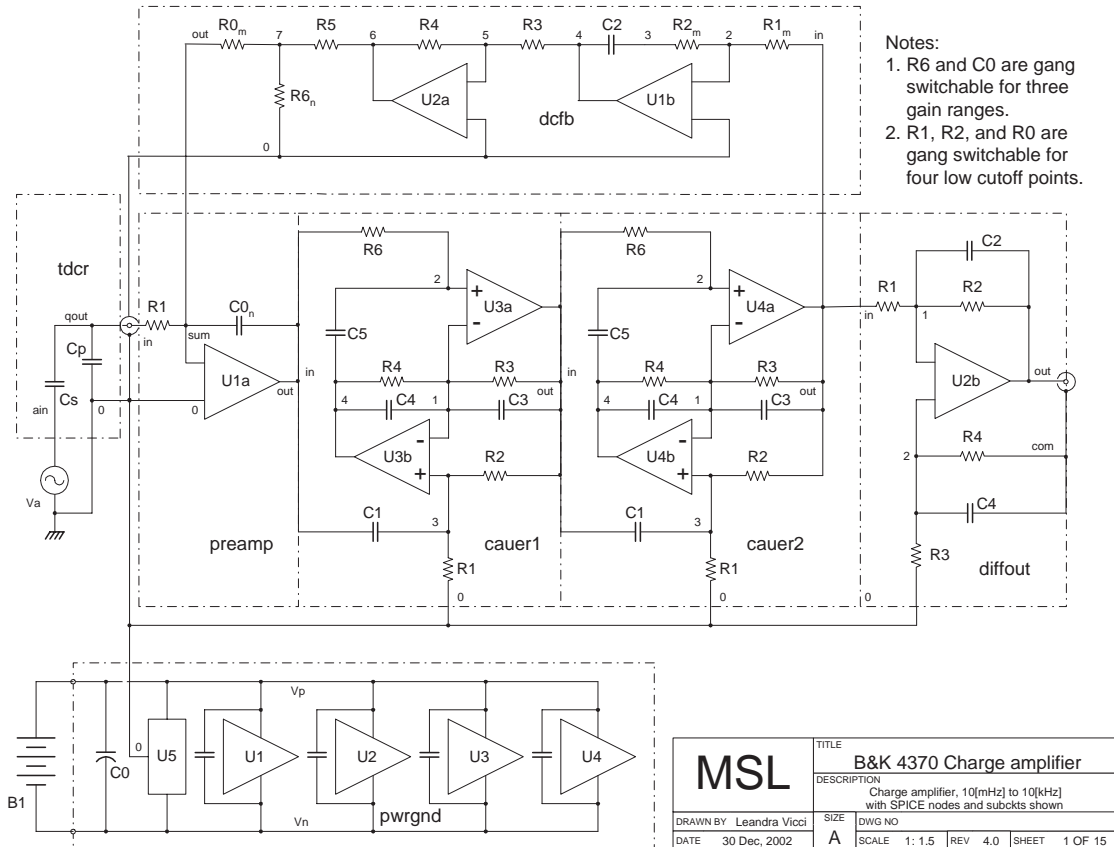 out
R0m
7
R5
6
R4
5
R3
4
C2
3
R2m
2
R1m
in
R6n
U2a
U1b
dcfb
0
Notes:
1. R6 and C0 are gang
switchable for three
gain ranges.
2. R1, R2, and R0 are
gang switchable for
four low cutoff points.
tdcr
qout
Cp
Cs
ain
0
Va
R1
in
sum
C0n
U1a
0
out
preamp
in
R6
2
+
-
U3a
C5
R4
R3
out
4
C4
1
C3
-
+
U3b
R2
C1
3
R1
0
cauer1
in
R6
2
+
-
U4a
C5
R4
R3
out
4
C4
1
C3
-
+
U4b
R2
C1
3
R1
0
cauer2
in
R1
1
C2
R2
U2b
out
2
R4
com
C4
R3
0
diffout
B1
C0
0
U5
Vp
U1
U2
U3
U4
Vn
pwrgnd
MSL
TITLE
B&K 4370 Charge amplifier
DESCRIPTION
Charge amplifier, 10[mHz] to 10[kHz]
with SPICE nodes and subckts shown
DRAWN BY Leandra Vicci
SIZE
A
DWG NO
DATE 30 Dec, 2002
SCALE 1: 1.5
REV 4.0
SHEET 1 OF 15